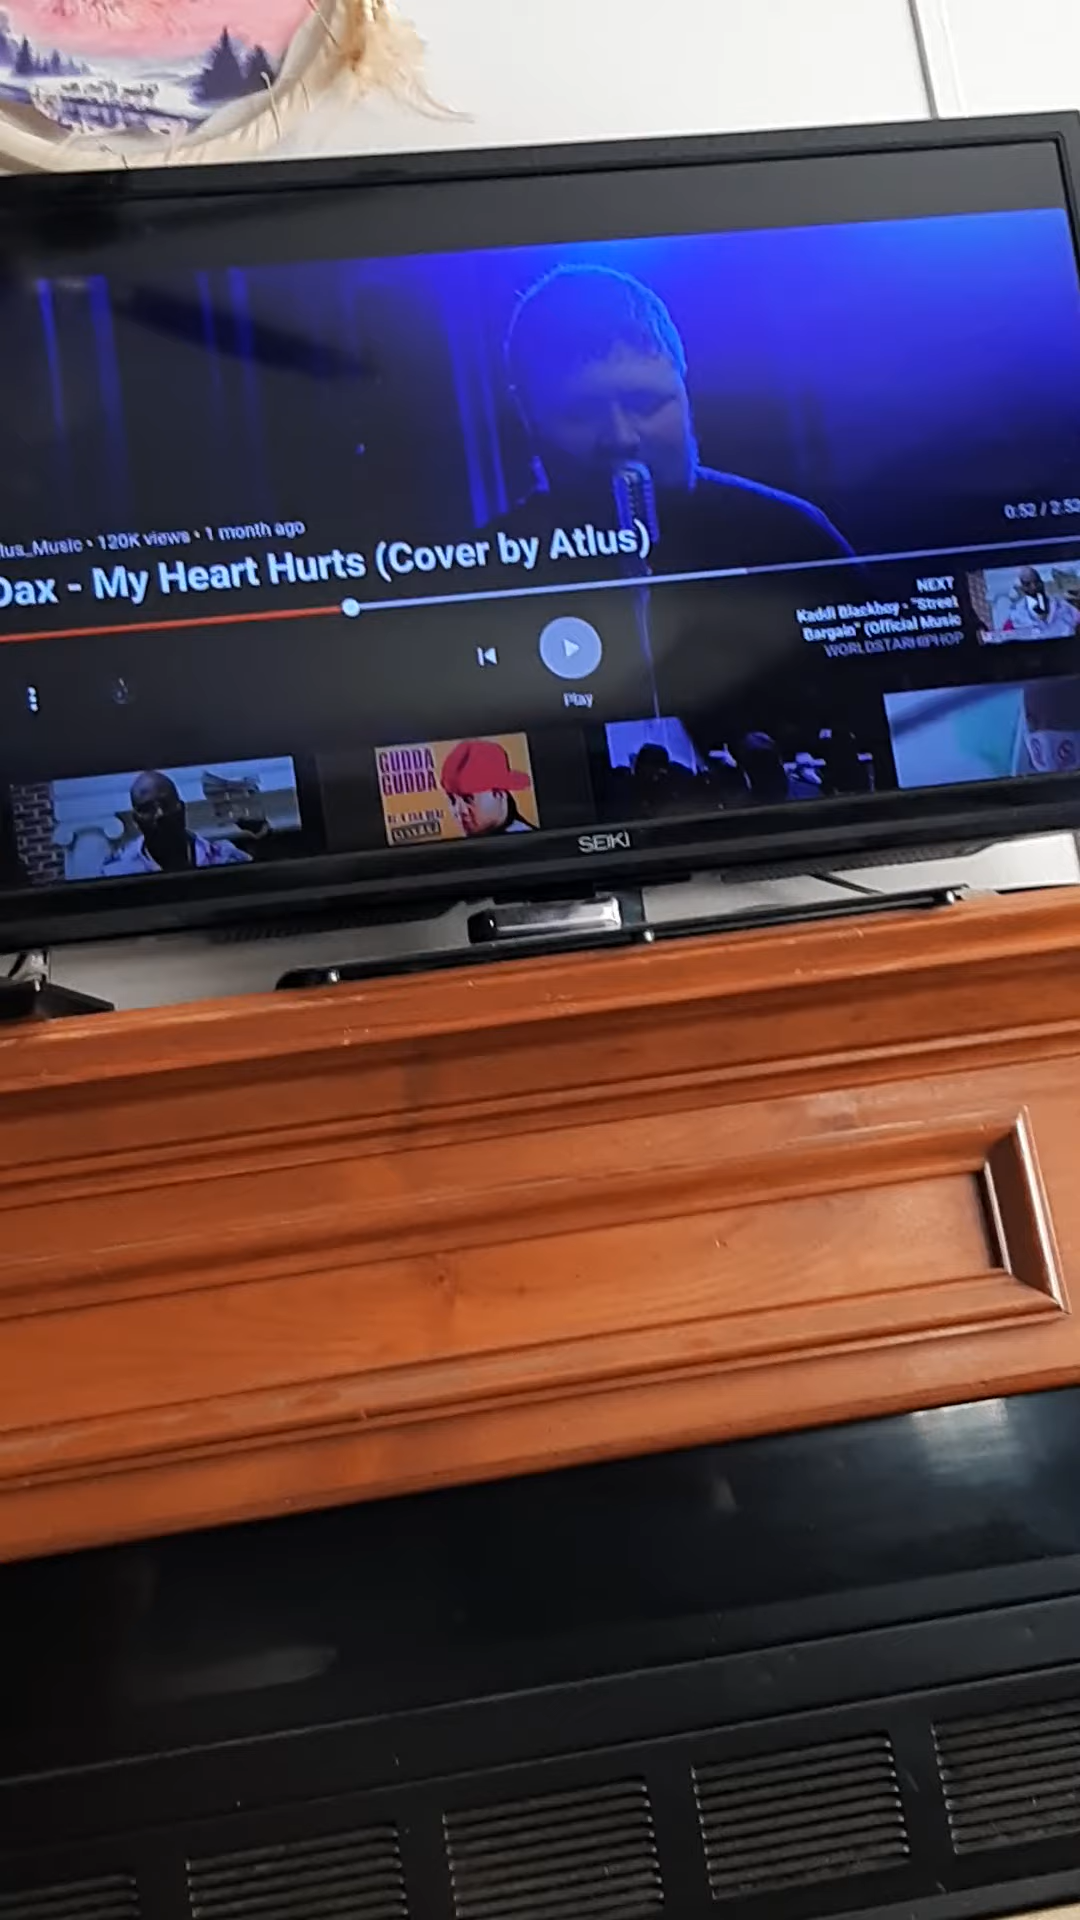 lus_Music • 120K views • 1 month ago
Dax - My Heart Hurts (Cover by Atlus)
0:52 / 2:52
NEXT
Kaddi Blackboy - "Street
Bargain" (Official Music
WORLDSTARHIPHOP
Play
GUDDA
GUDDA
SEIKI